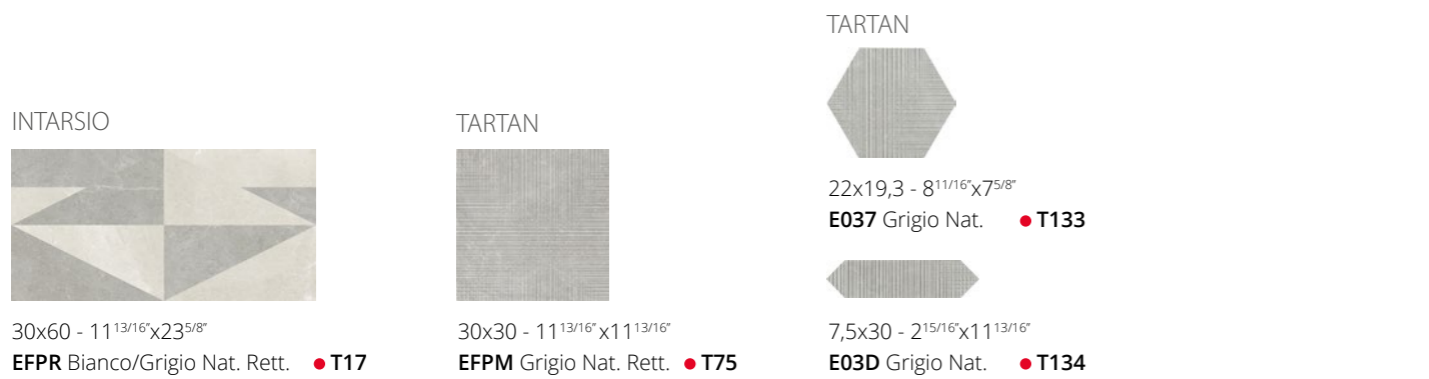 INTARSIO
30x60 - 11 13/16”x23 5/8”
EFPR Bianco/Grigio Nat. Rett. ● T17
TARTAN
30x30 - 11 13/16”x11 13/16”
EFPM Grigio Nat. Rett. ● T75
TARTAN
22x19,3 - 8 11/16”x7 5/8”
E037 Grigio Nat. ● T133
7,5x30 - 2 15/16”x11 13/16”
E03D Grigio Nat. ● T134